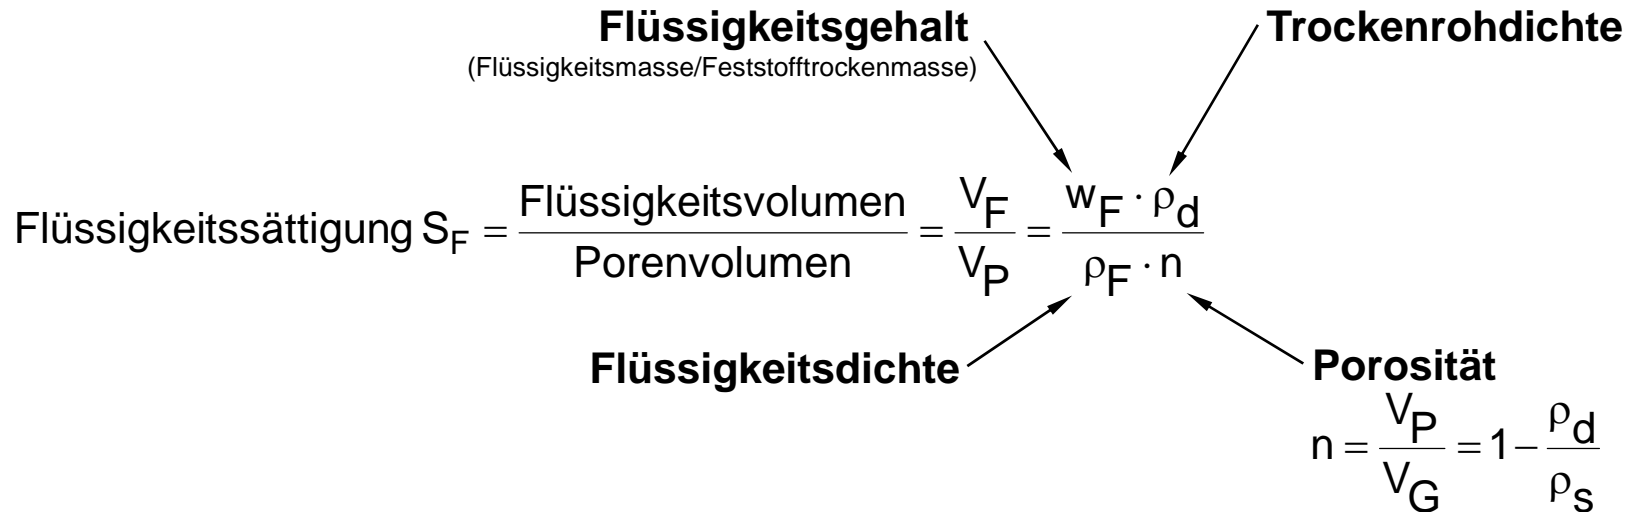 Flüssigkeitsgehalt
(Flüssigkeitsmasse/Feststofftrockenmasse)
Trockenrohdichte
Flüssigkeitssättigung S_F = Flüssigkeitsvolumen / Porenvolumen = V_F / V_P = w_F · ρ_d / ρ_F · n
Flüssigkeitsdichte
Porosität
n = V_P / V_G = 1 − ρ_d / ρ_s